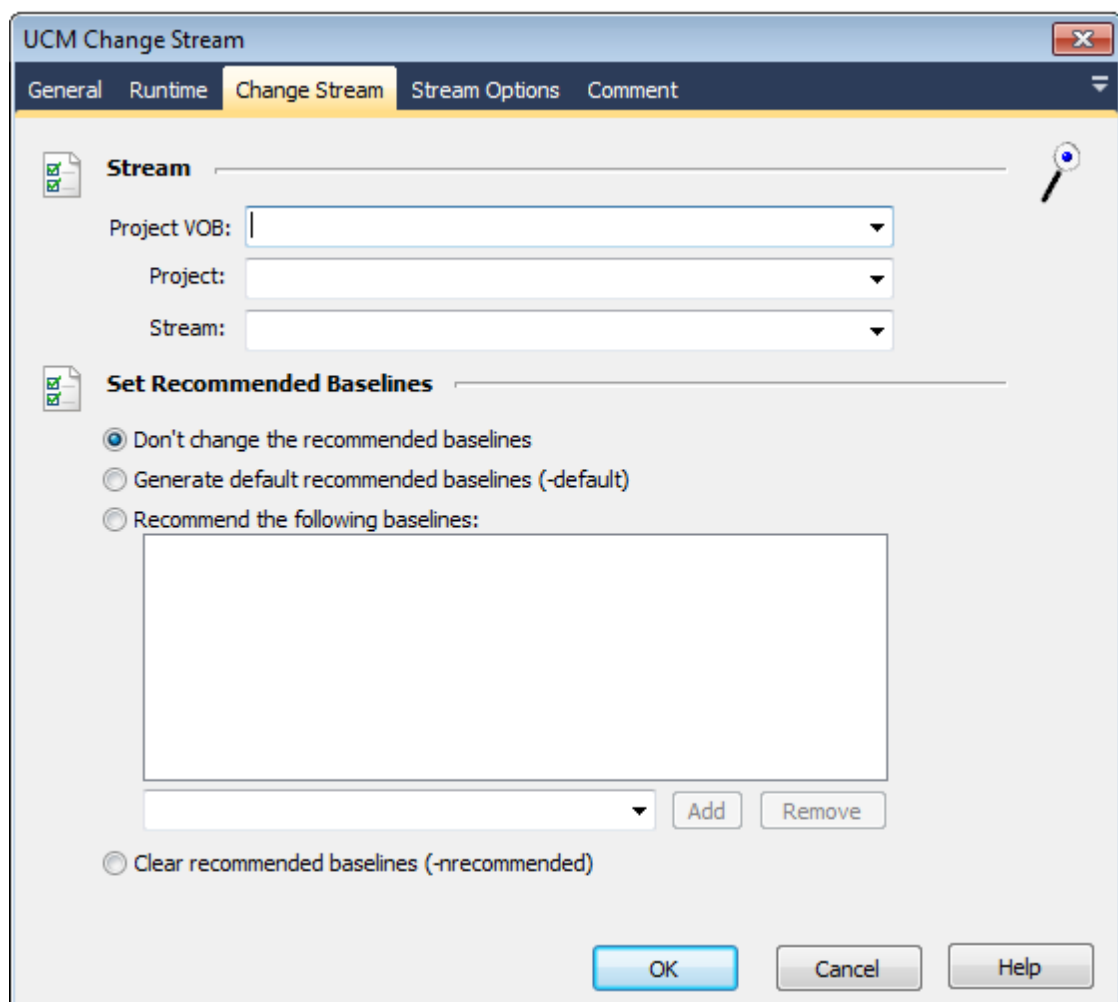 UCM Change Stream
General Runtime Change Stream Stream Options Comment
Stream
Project VOB:
Project:
Stream:
Set Recommended Baselines
Don't change the recommended baselines
Generate default recommended baselines (-default)
Recommend the following baselines:
Add Remove
Clear recommended baselines (-nrecommended)
OK Cancel Help